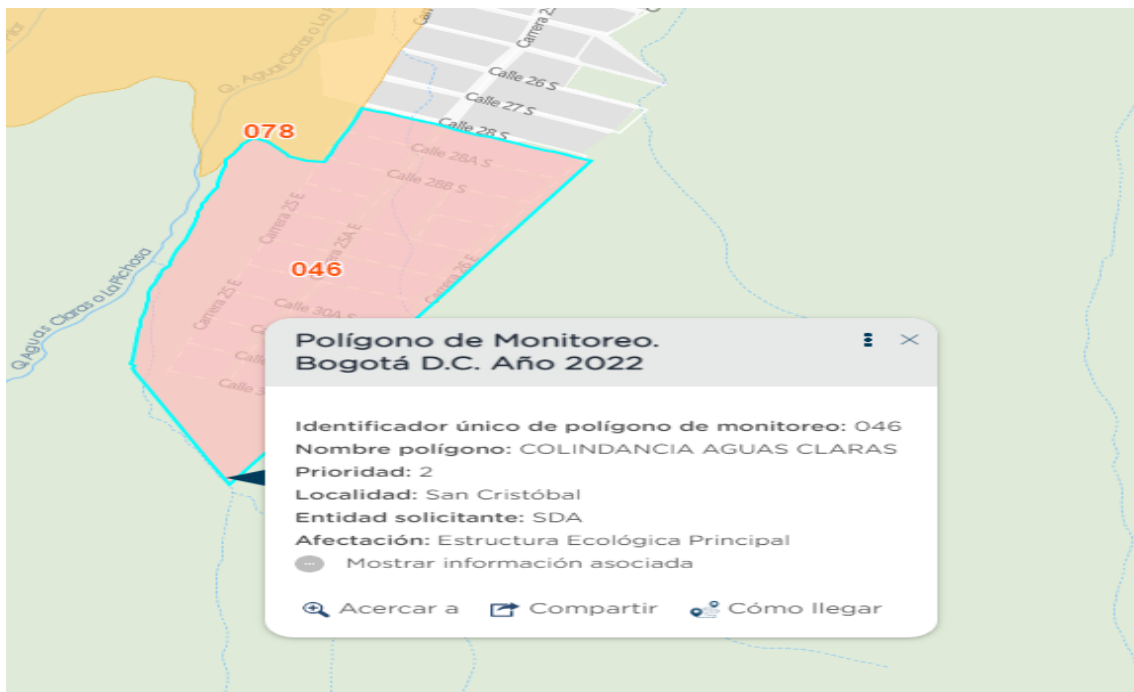 Q. Aguas Claras o La
Carrera 2
Calle 26 S
Calle 27 S
Calle 28 S
078
Calle 28A S
Calle 28B S
Carrera 25 E
Carrera 25A E
046
Carrera 26 E
Carrera 25 E
Calle 30A S
Q Aguas Claras o La Pichosa
Polígono de Monitoreo.
Bogotá D.C. Año 2022
Identificador único de polígono de monitoreo: 046
Nombre polígono: COLINDANCIA AGUAS CLARAS
Prioridad: 2
Localidad: San Cristóbal
Entidad solicitante: SDA
Afectación: Estructura Ecológica Principal
Mostrar información asociada
Acercar a Compartir Cómo llegar